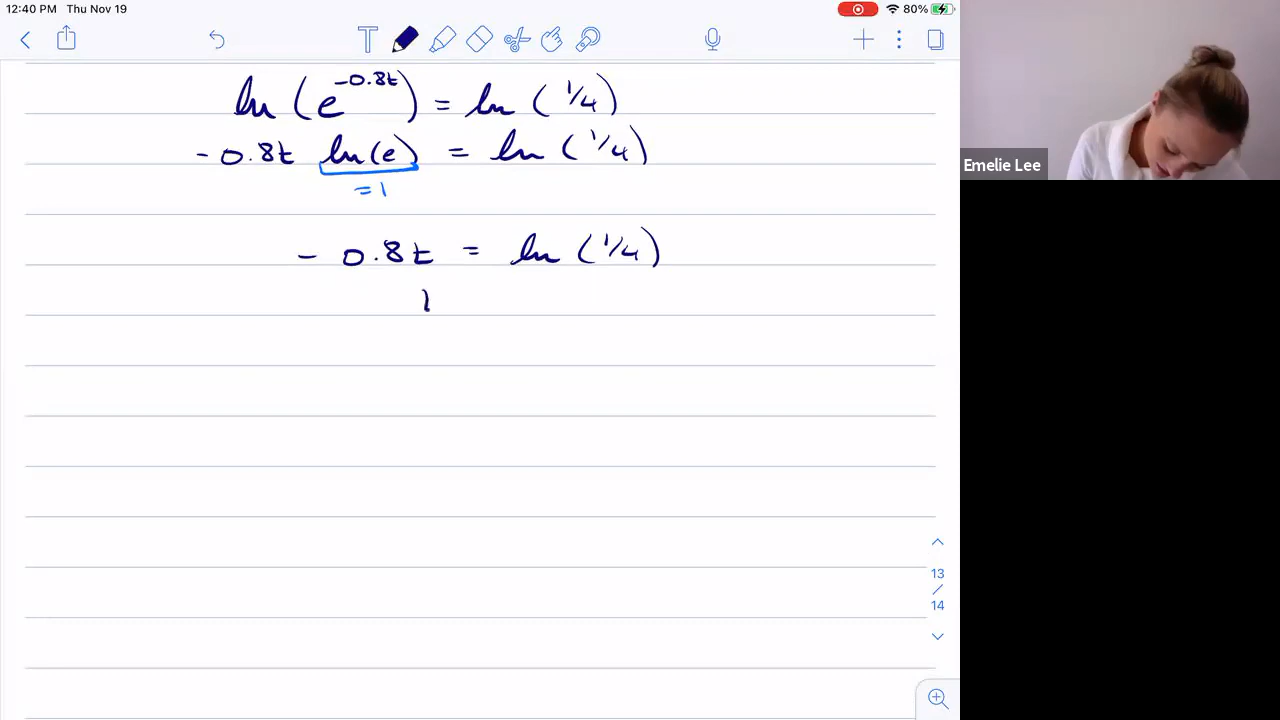 12:40 PM Thu Nov 19
80%
ln (e^-0.8t) = ln (1/4)
-0.8t ln(e) = ln (1/4)
=1
Emelie Lee
- 0.8t = ln (1/4)
13
/
14